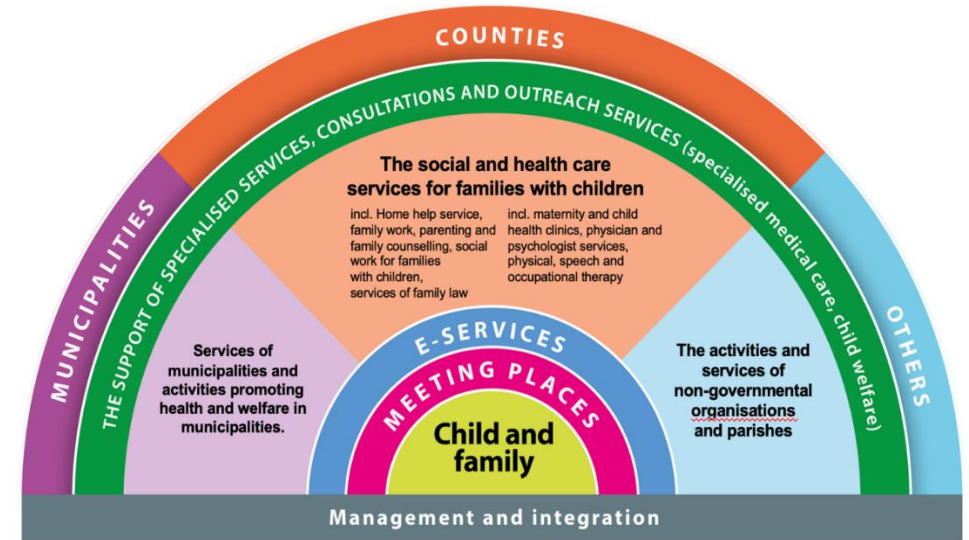 COUNTIES
MUNICIPALITIES
OTHERS
THE SUPPORT OF SPECIALISED SERVICES, CONSULTATIONS AND OUTREACH SERVICES (specialised medical care, child welfare)
The social and health care
services for families with children
incl. Home help service,
family work, parenting and
family counselling, social
work for families
with children,
services of family law
incl. maternity and child
health clinics, physician and
psychologist services,
physical, speech and
occupational therapy
Services of
municipalities and
activities promoting
health and welfare in
municipalities.
The activities and
services of
non-governmental
organisations
and parishes
E-SERVICES
MEETING PLACES
Child and
family
Management and integration